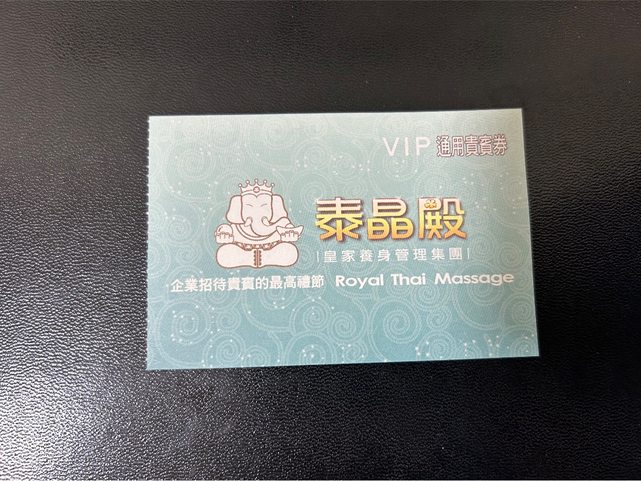 VIP 通用貴賓券
泰晶殿
|皇家養身管理集團|
企業招待貴賓的最高禮節 Royal Thai Massage